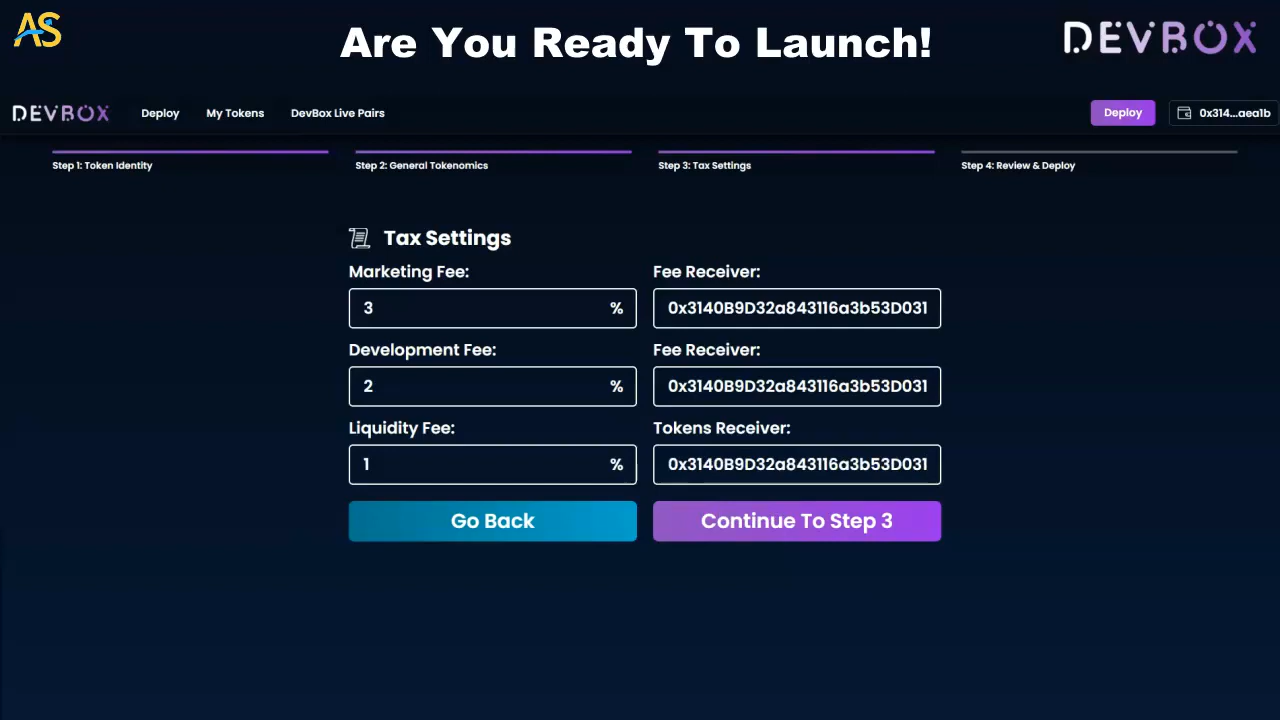 AS
Are You Ready To Launch!
DEVBOX
DEVBOX
Deploy
My Tokens
DevBox Live Pairs
Deploy
0x314...aea1b
Step 1: Token Identity
Step 2: General Tokenomics
Step 3: Tax Settings
Step 4: Review & Deploy
Tax Settings
Marketing Fee:
Fee Receiver:
3 %
0x3140B9D32a843116a3b53D031
Development Fee:
Fee Receiver:
2 %
0x3140B9D32a843116a3b53D031
Liquidity Fee:
Tokens Receiver:
1 %
0x3140B9D32a843116a3b53D031
Go Back
Continue To Step 3